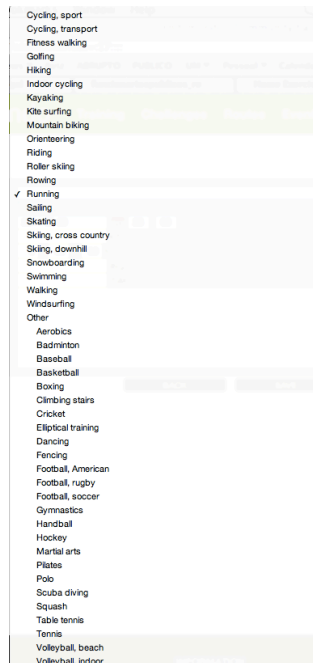 Cycling, sport
Cycling, transport
Fitness walking
Golfing
Hiking
Indoor cycling
Kayaking
Kite surfing
Mountain biking
Orienteering
Riding
Roller skiing
Rowing
✓ Running
Sailing
Skating
Skiing, cross country
Skiing, downhill
Snowboarding
Swimming
Walking
Windsurfing
Other
Aerobics
Badminton
Baseball
Basketball
Boxing
Climbing stairs
Cricket
Elliptical training
Dancing
Fencing
Football, American
Football, rugby
Football, soccer
Gymnastics
Handball
Hockey
Martial arts
Pilates
Polo
Scuba diving
Squash
Table tennis
Tennis
Volleyball, beach
Volleyball, indoor